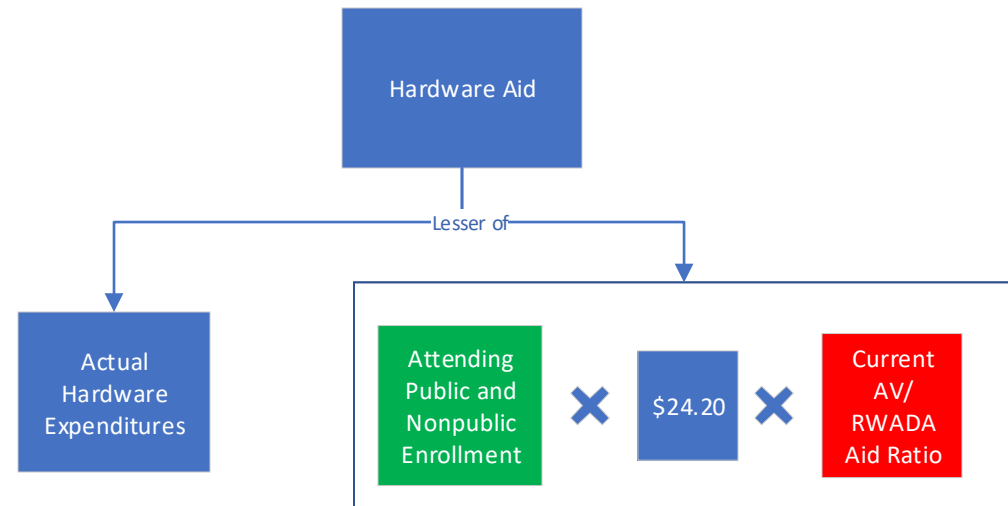 Hardware Aid
Lesser of
Actual
Hardware
Expenditures
Attending
Public and
Nonpublic
Enrollment
$24.20
Current
AV/
RWADA
Aid Ratio